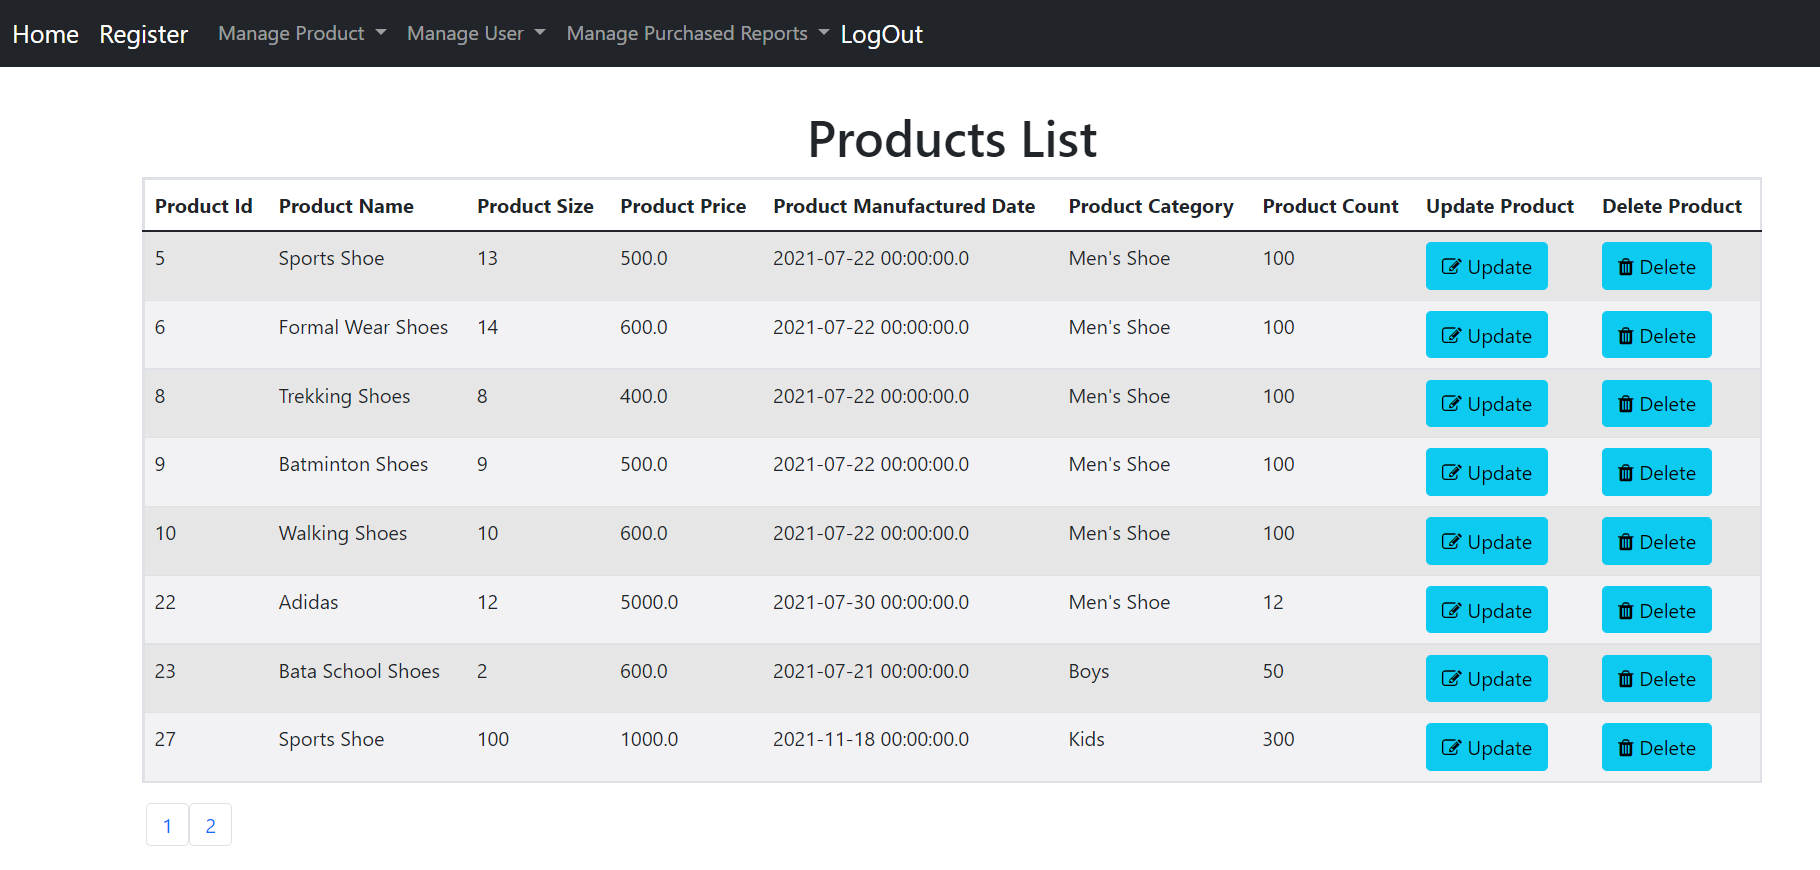 Home Register Manage Product Manage User Manage Purchased Reports LogOut
Products List
Product Id Product Name Product Size Product Price Product Manufactured Date Product Category Product Count Update Product Delete Product
5 Sports Shoe 13 500.0 2021-07-22 00:00:00.0 Men's Shoe 100 Update Delete
6 Formal Wear Shoes 14 600.0 2021-07-22 00:00:00.0 Men's Shoe 100 Update Delete
8 Trekking Shoes 8 400.0 2021-07-22 00:00:00.0 Men's Shoe 100 Update Delete
9 Batminton Shoes 9 500.0 2021-07-22 00:00:00.0 Men's Shoe 100 Update Delete
10 Walking Shoes 10 600.0 2021-07-22 00:00:00.0 Men's Shoe 100 Update Delete
22 Adidas 12 5000.0 2021-07-30 00:00:00.0 Men's Shoe 12 Update Delete
23 Bata School Shoes 2 600.0 2021-07-21 00:00:00.0 Boys 50 Update Delete
27 Sports Shoe 100 1000.0 2021-11-18 00:00:00.0 Kids 300 Update Delete
1 2